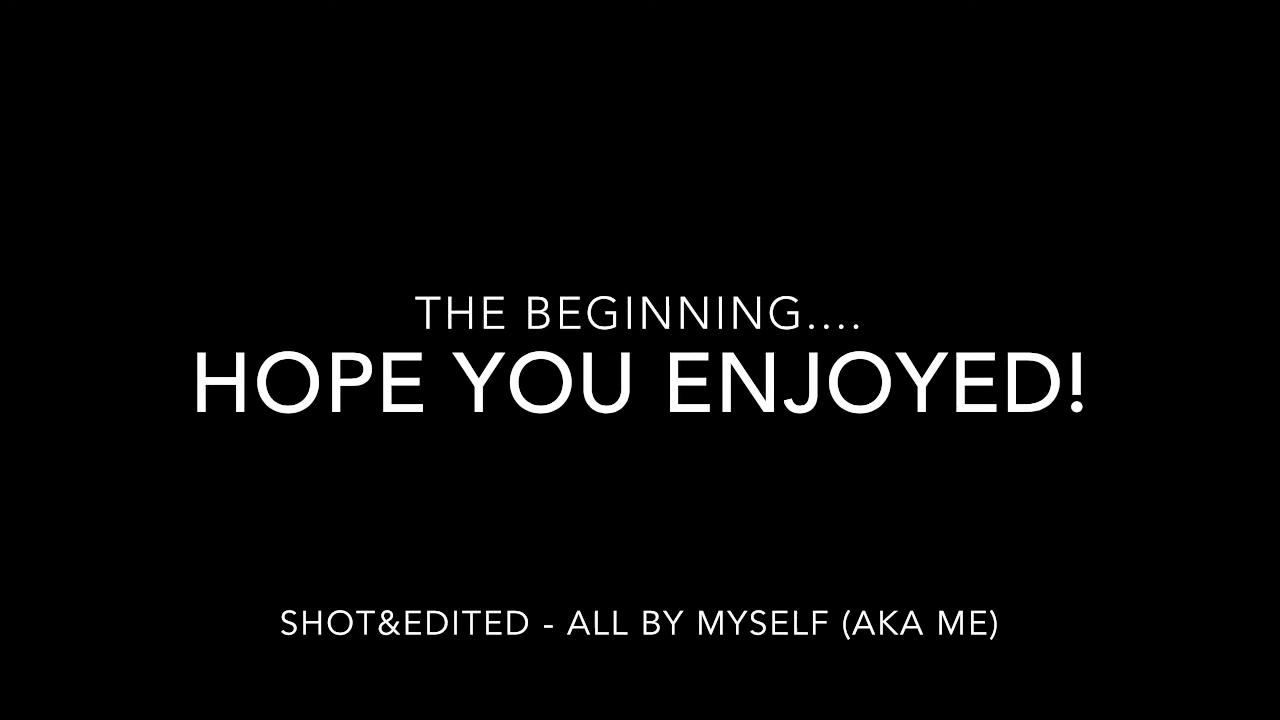 THE BEGINNING....
HOPE YOU ENJOYED!
SHOT&EDITED - ALL BY MYSELF (AKA ME)